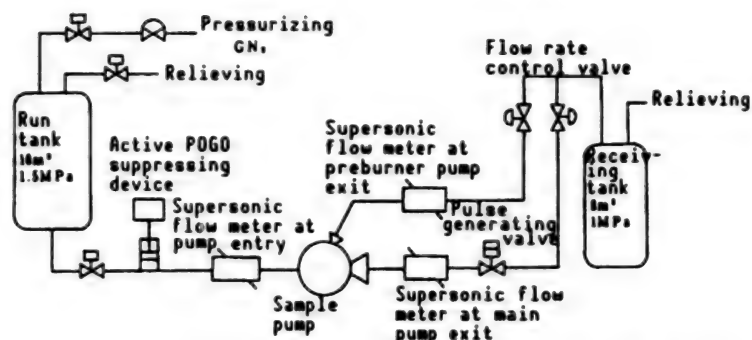 Pressurizing
GN₂
Relieving
Flow rate
control valve
Relieving
Run
tank
10m³
1.5MPa
Active POGO
suppressing
device
Supersonic
flow meter at
preburner pump
exit
Receiv-
ing
tank
8m³
1MPa
Supersonic
flow meter at
pump entry
Pulse
generating
valve
Sample
pump
Supersonic flow
meter at main
pump exit